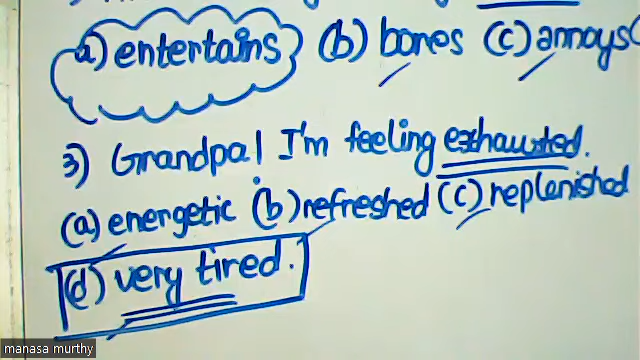 a) entertains (b) bores (c) annoys
3) Grandpa! I'm feeling exhausted.
(a) energetic (b) refreshed (c) replenished
(d) very tired.
manasa murthy